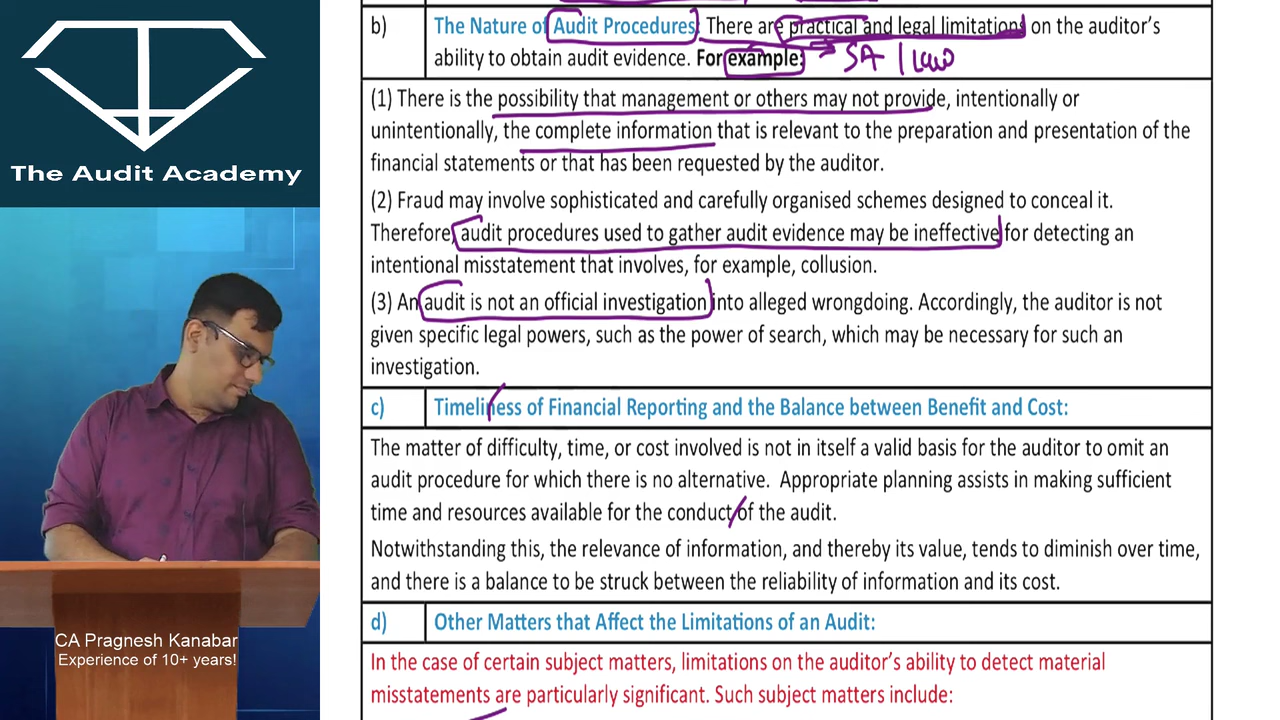 The Audit Academy
CA Pragnesh Kanabar
Experience of 10+ years!
b) The Nature of Audit Procedures: There are practical and legal limitations on the auditor's
ability to obtain audit evidence. For example: SA | Law
(1) There is the possibility that management or others may not provide, intentionally or
unintentionally, the complete information that is relevant to the preparation and presentation of the
financial statements or that has been requested by the auditor.
(2) Fraud may involve sophisticated and carefully organised schemes designed to conceal it.
Therefore, audit procedures used to gather audit evidence may be ineffective for detecting an
intentional misstatement that involves, for example, collusion.
(3) An audit is not an official investigation into alleged wrongdoing. Accordingly, the auditor is not
given specific legal powers, such as the power of search, which may be necessary for such an
investigation.
c) Timeliness of Financial Reporting and the Balance between Benefit and Cost:
The matter of difficulty, time, or cost involved is not in itself a valid basis for the auditor to omit an
audit procedure for which there is no alternative. Appropriate planning assists in making sufficient
time and resources available for the conduct of the audit.
Notwithstanding this, the relevance of information, and thereby its value, tends to diminish over time,
and there is a balance to be struck between the reliability of information and its cost.
d) Other Matters that Affect the Limitations of an Audit:
In the case of certain subject matters, limitations on the auditor's ability to detect material
misstatements are particularly significant. Such subject matters include: